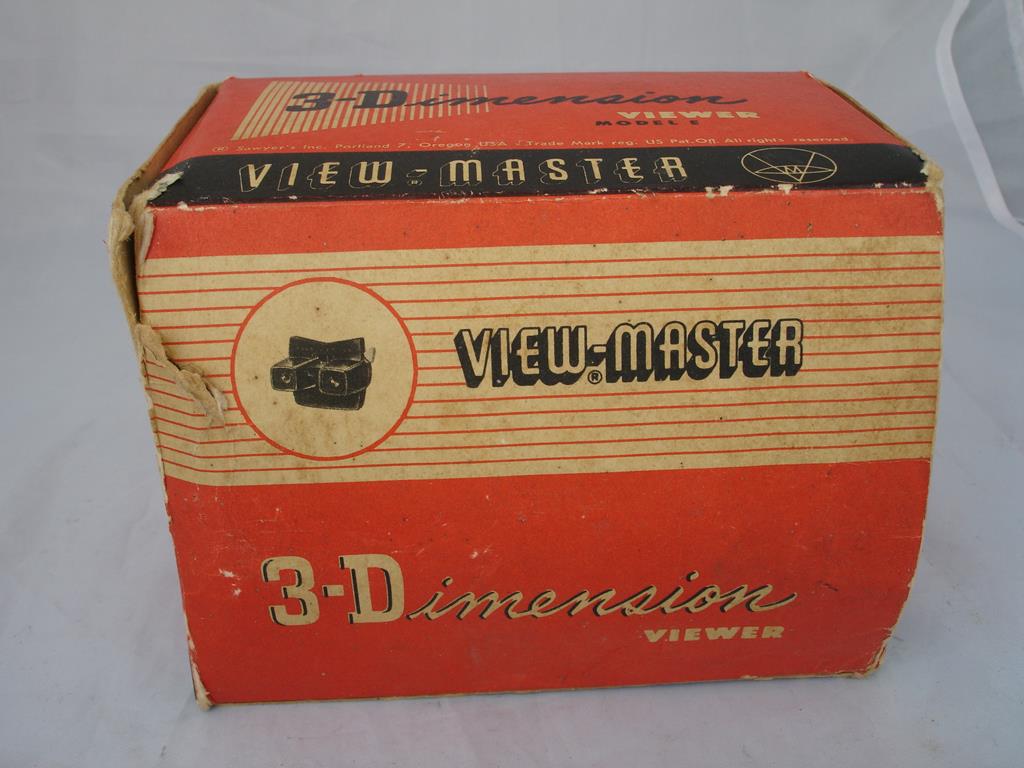 3-Dimension
VIEWER
MODEL E
(R) Sawyer's Inc., Portland 7, Oregon, USA . Trade Mark reg. US Pat. Off. All rights reserved.
VIEW-MASTER
®
M
VIEW-MASTER
®
3-Dimension
VIEWER